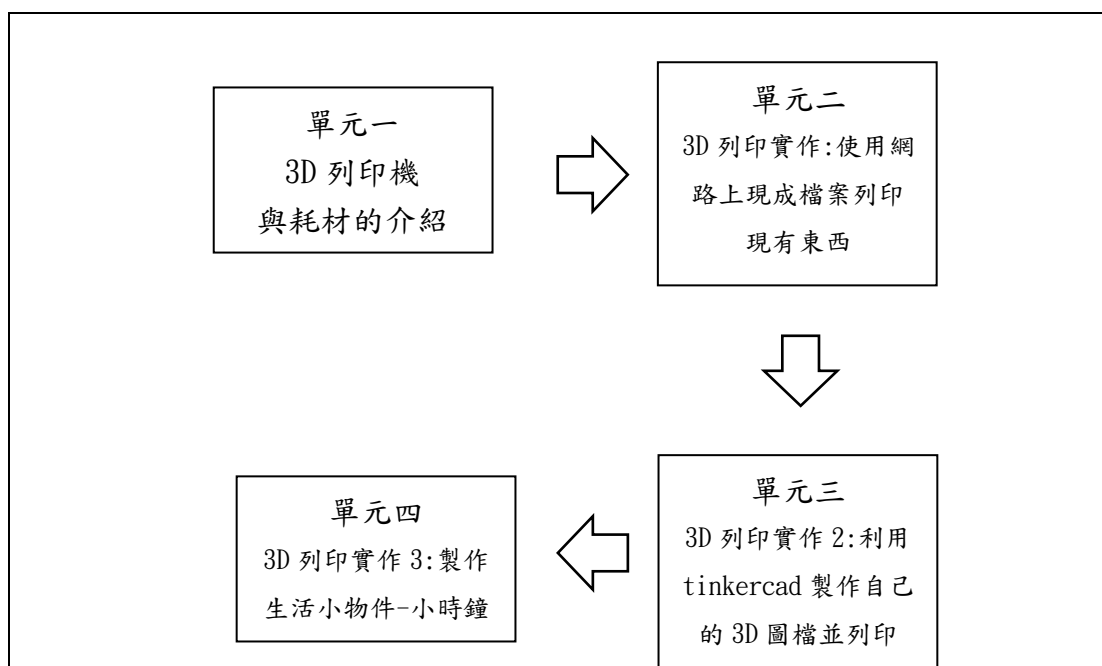 單元一
3D 列印機
與耗材的介紹
單元二
3D 列印實作:使用網
路上現成檔案列印
現有東西
單元三
3D 列印實作 2:利用
tinkercad 製作自己
的 3D 圖檔並列印
單元四
3D 列印實作 3:製作
生活小物件-小時鐘